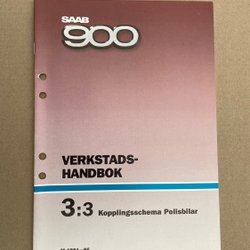 SAAB
900
VERKSTADS-
HANDBOK
3:3 Kopplingsschema Polisbilar